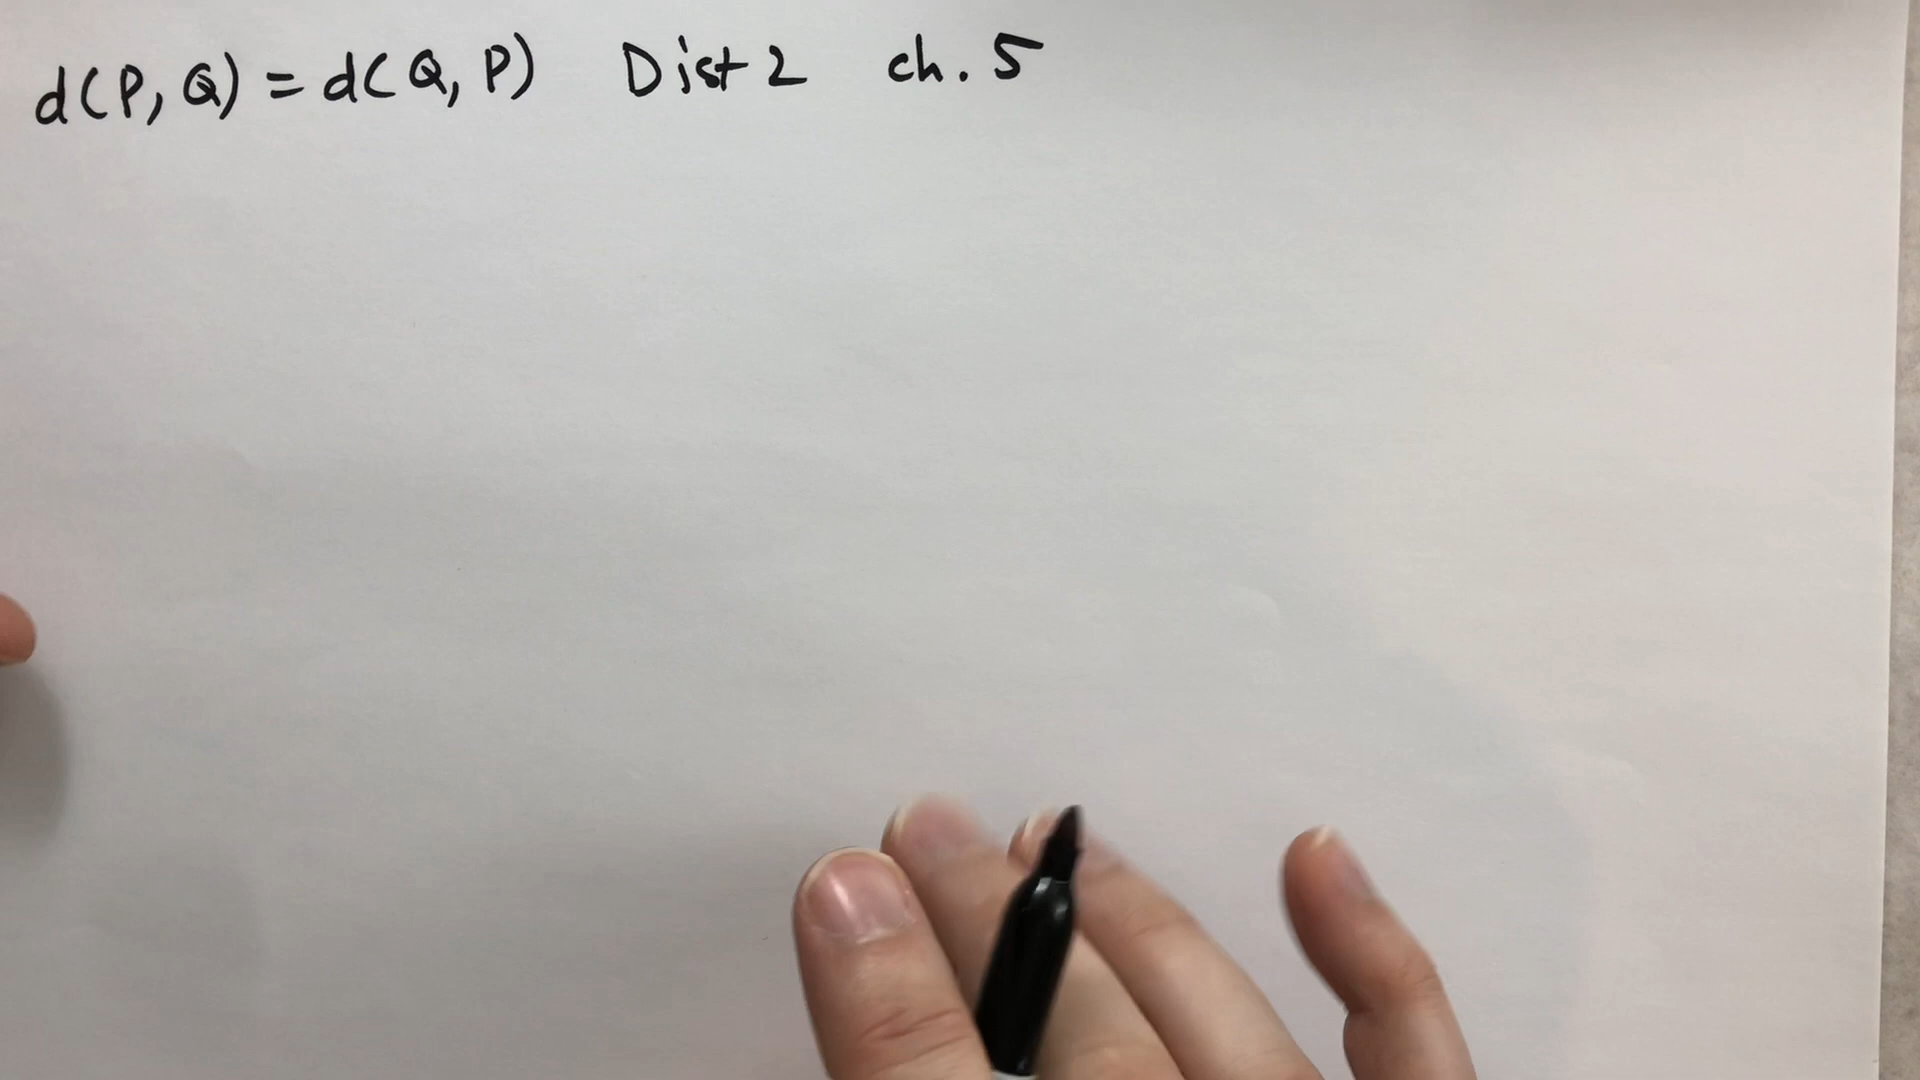 d(P, Q) = d(Q, P) Dist 2 ch. 5